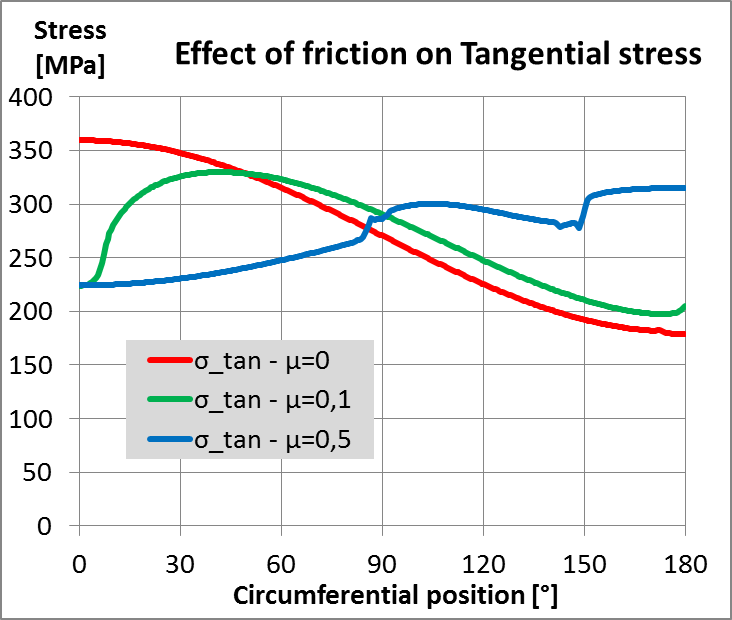 Stress
[MPa]
Effect of friction on Tangential stress
400
350
300
250
200
150
100
50
0
σ_tan - μ=0
σ_tan - μ=0,1
σ_tan - μ=0,5
0 30 60 90 120 150 180
Circumferential position [°]